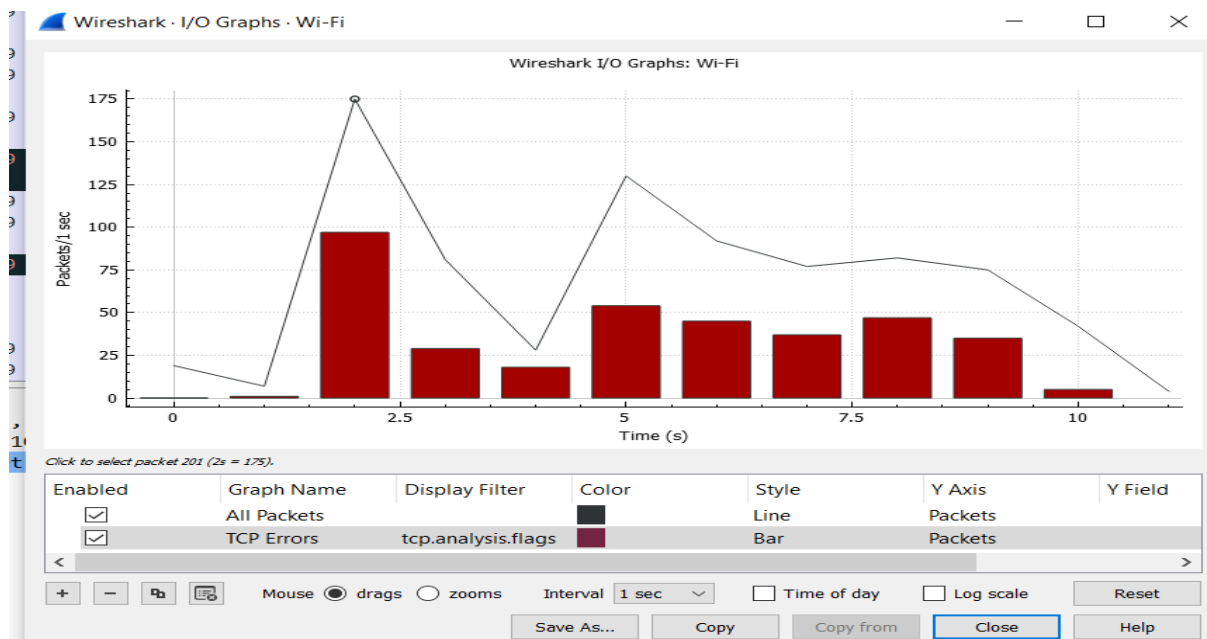 Wireshark · I/O Graphs · Wi-Fi
Wireshark I/O Graphs: Wi-Fi
Packets/1 sec
175
150
125
100
75
50
25
0
0 2.5 5 7.5 10
Time (s)
Click to select packet 201 (2s = 175).
Enabled Graph Name Display Filter Color Style Y Axis Y Field
All Packets Line Packets
TCP Errors tcp.analysis.flags Bar Packets
+ − Mouse drags zooms Interval 1 sec Time of day Log scale Reset
Save As... Copy Copy from Close Help